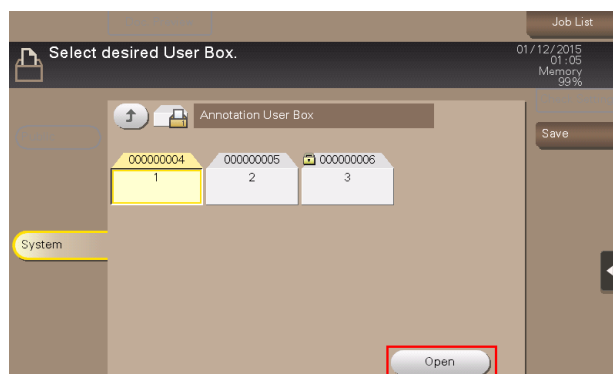 Job List
Select desired User Box.
01/12/2015
01:05
Memory
99%
Annotation User Box
Save
000000004
000000005
000000006
1
2
3
System
Open